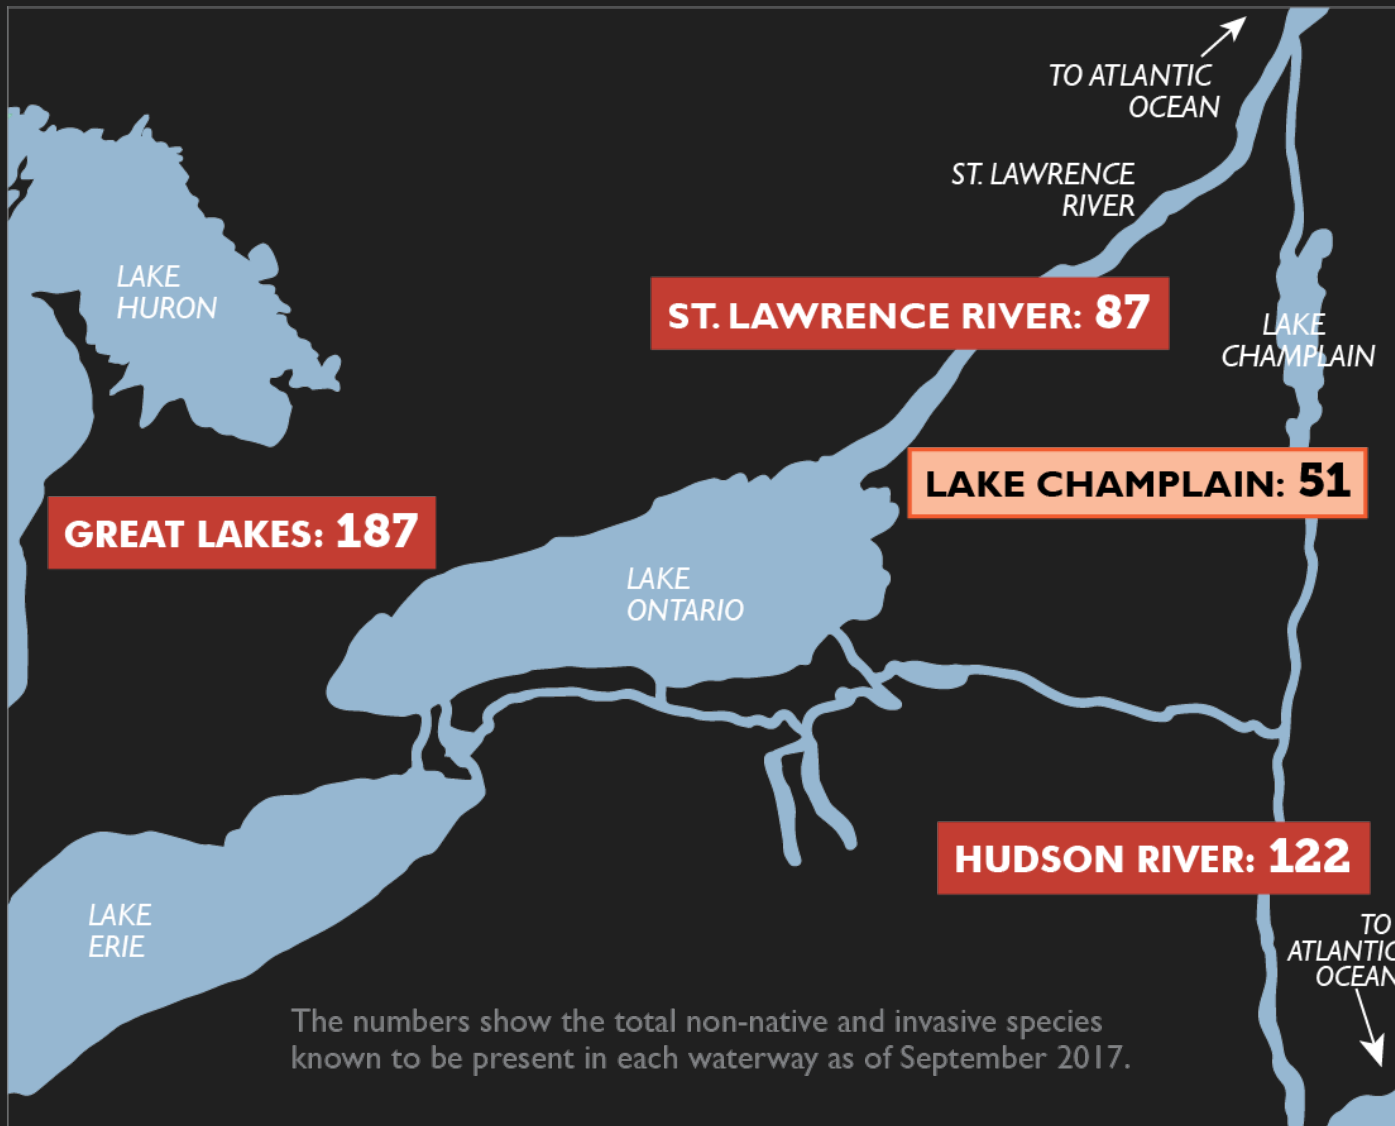 TO ATLANTIC
OCEAN
ST. LAWRENCE
RIVER
LAKE
HURON
ST. LAWRENCE RIVER: 87
LAKE
CHAMPLAIN
LAKE CHAMPLAIN: 51
GREAT LAKES: 187
LAKE
ONTARIO
HUDSON RIVER: 122
LAKE
ERIE
TO
ATLANTIC
OCEAN
The numbers show the total non-native and invasive species
known to be present in each waterway as of September 2017.